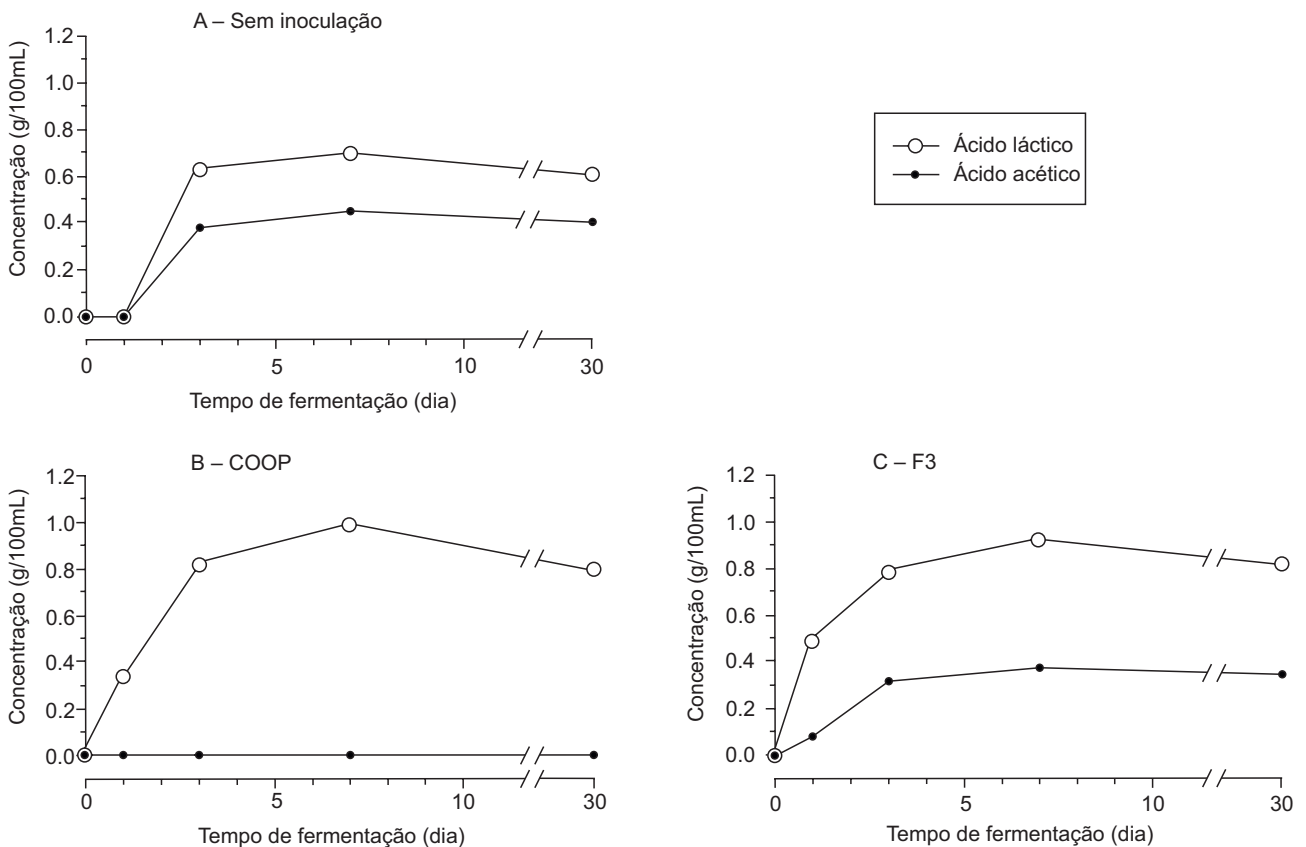 A – Sem inoculação
Concentração (g/100mL)
1.2
1.0
0.8
0.6
0.4
0.2
0.0
0 5 10 30
Tempo de fermentação (dia)
Ácido láctico
Ácido acético
B – COOP
Concentração (g/100mL)
1.2
1.0
0.8
0.6
0.4
0.2
0.0
0 5 10 30
Tempo de fermentação (dia)
C – F3
Concentração (g/100mL)
1.2
1.0
0.8
0.6
0.4
0.2
0.0
0 5 10 30
Tempo de fermentação (dia)